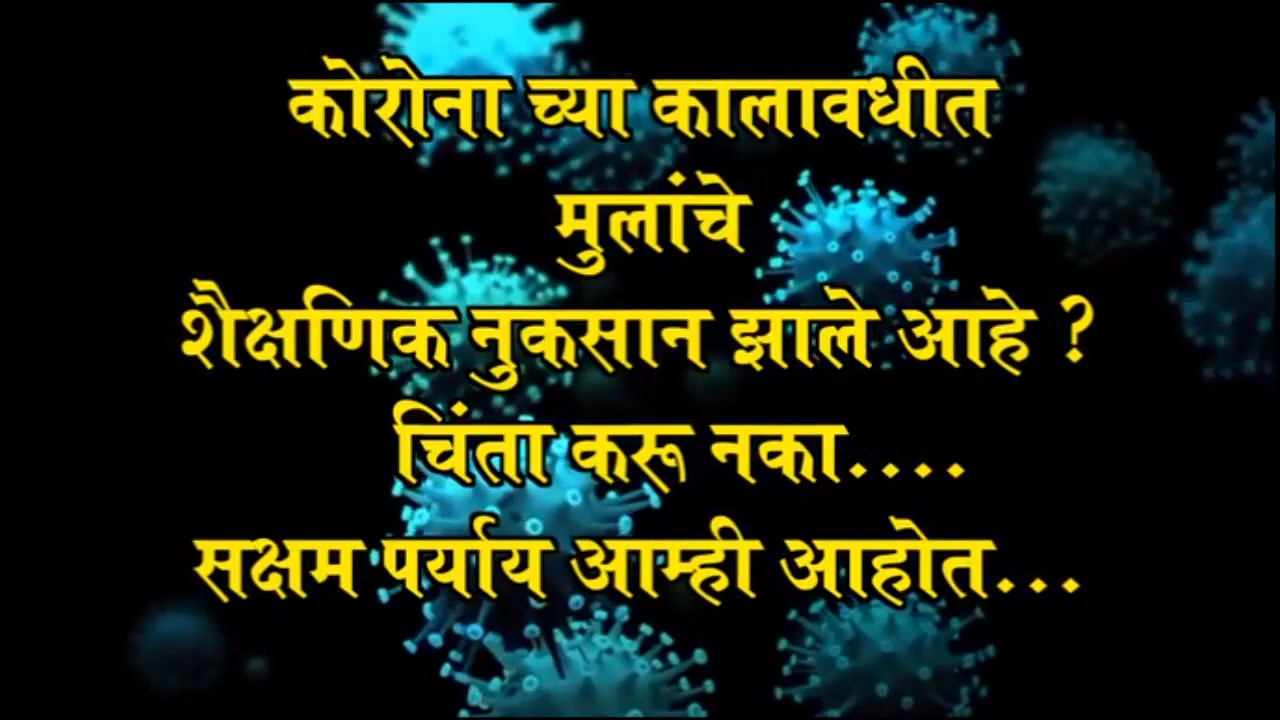 कोरोना च्या कालावधीत
मुलांचे
शैक्षणिक नुकसान झाले आहे ?
चिंता करू नका....
सक्षम पर्याय आम्ही आहोत...